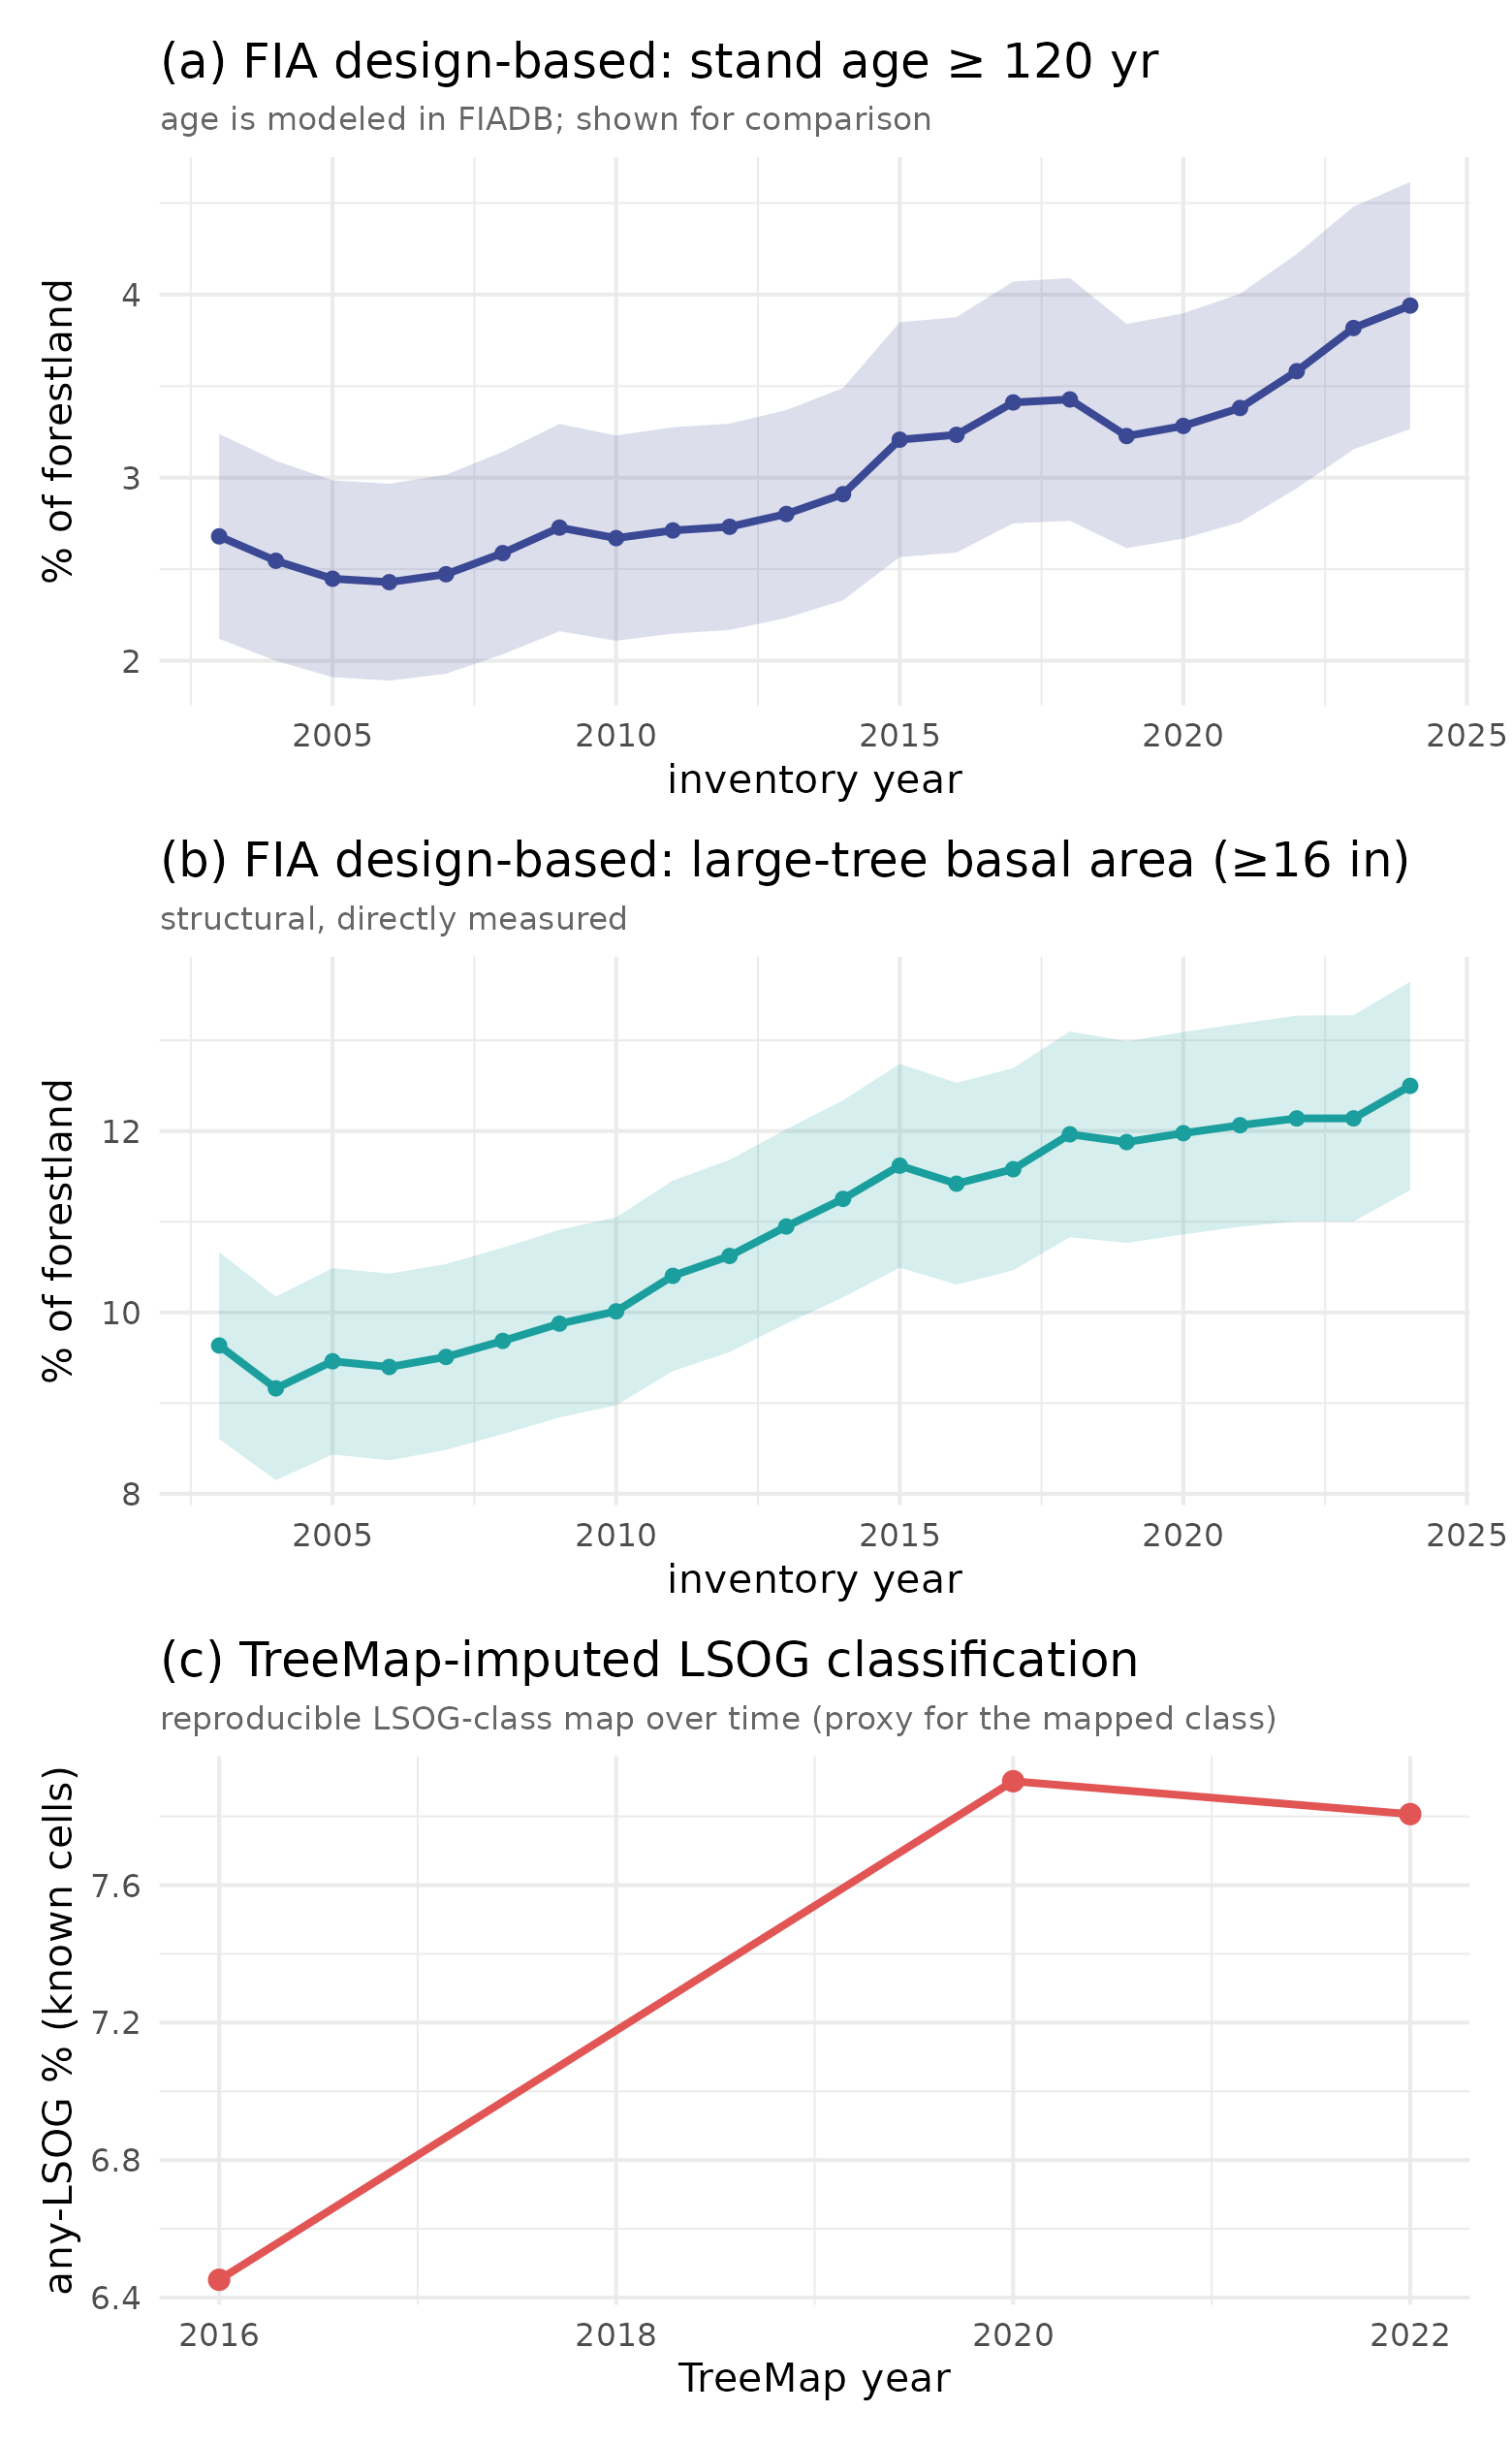 (a) FIA design-based: stand age ≥ 120 yr
age is modeled in FIADB; shown for comparison
% of forestland
4
3
2
2005 2010 2015 2020 2025
inventory year
(b) FIA design-based: large-tree basal area (≥16 in)
structural, directly measured
% of forestland
12
10
8
2005 2010 2015 2020 2025
inventory year
(c) TreeMap-imputed LSOG classification
reproducible LSOG-class map over time (proxy for the mapped class)
any-LSOG % (known cells)
7.6
7.2
6.8
6.4
2016 2018 2020 2022
TreeMap year